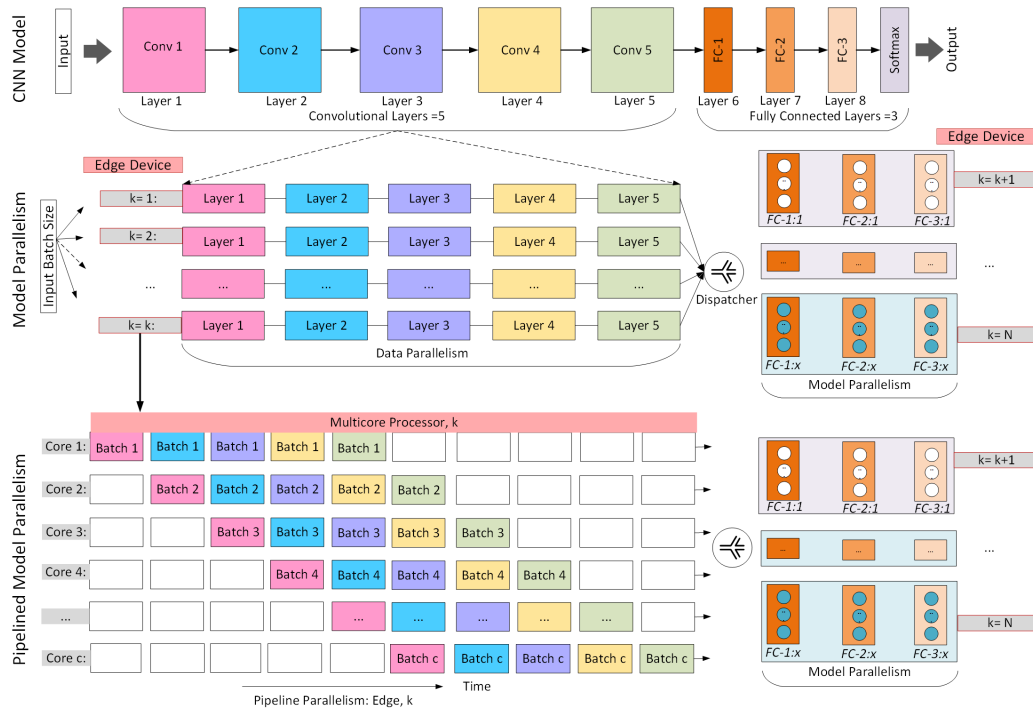 CNN Model
Input
Conv 1
Conv 2
Conv 3
Conv 4
Conv 5
FC-1
FC-2
FC-3
Softmax
Output
Layer 1
Layer 2
Layer 3
Layer 4
Layer 5
Layer 6
Layer 7
Layer 8
Convolutional Layers =5
Fully Connected Layers =3
Model Parallelism
Input Batch Size
Edge Device
k= 1:
Layer 1
Layer 2
Layer 3
Layer 4
Layer 5
k= 2:
Layer 1
Layer 2
Layer 3
Layer 4
Layer 5
...
...
...
...
...
...
k= k:
Layer 1
Layer 2
Layer 3
Layer 4
Layer 5
Data Parallelism
Dispatcher
Edge Device
k= k+1
FC-1:1
FC-2:1
FC-3:1
...
...
...
...
k= N
FC-1:x
FC-2:x
FC-3:x
Model Parallelism
Pipelined Model Parallelism
Multicore Processor, k
Core 1:
Batch 1
Batch 1
Batch 1
Batch 1
Batch 1
Core 2:
Batch 2
Batch 2
Batch 2
Batch 2
Batch 2
Core 3:
Batch 3
Batch 3
Batch 3
Batch 3
Batch 3
Core 4:
Batch 4
Batch 4
Batch 4
Batch 4
Batch 4
...
...
...
...
...
...
Core c:
Batch c
Batch c
Batch c
Batch c
Batch c
Time
Pipeline Parallelism: Edge, k
k= k+1
FC-1:1
FC-2:1
FC-3:1
...
...
...
...
k= N
FC-1:x
FC-2:x
FC-3:x
Model Parallelism